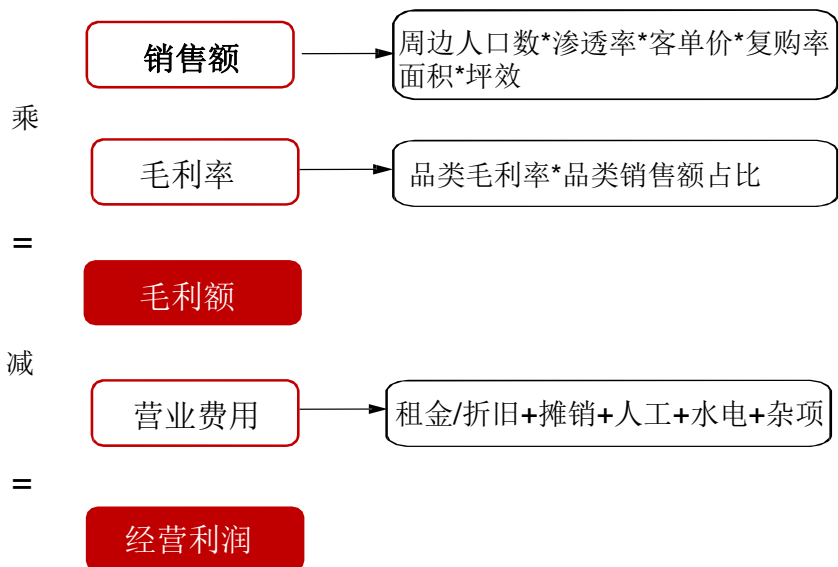 销售额
周边人口数*渗透率*客单价*复购率
面积*坪效
乘
毛利率
品类毛利率*品类销售额占比
=
毛利额
减
营业费用
租金/折旧+摊销+人工+水电+杂项
=
经营利润